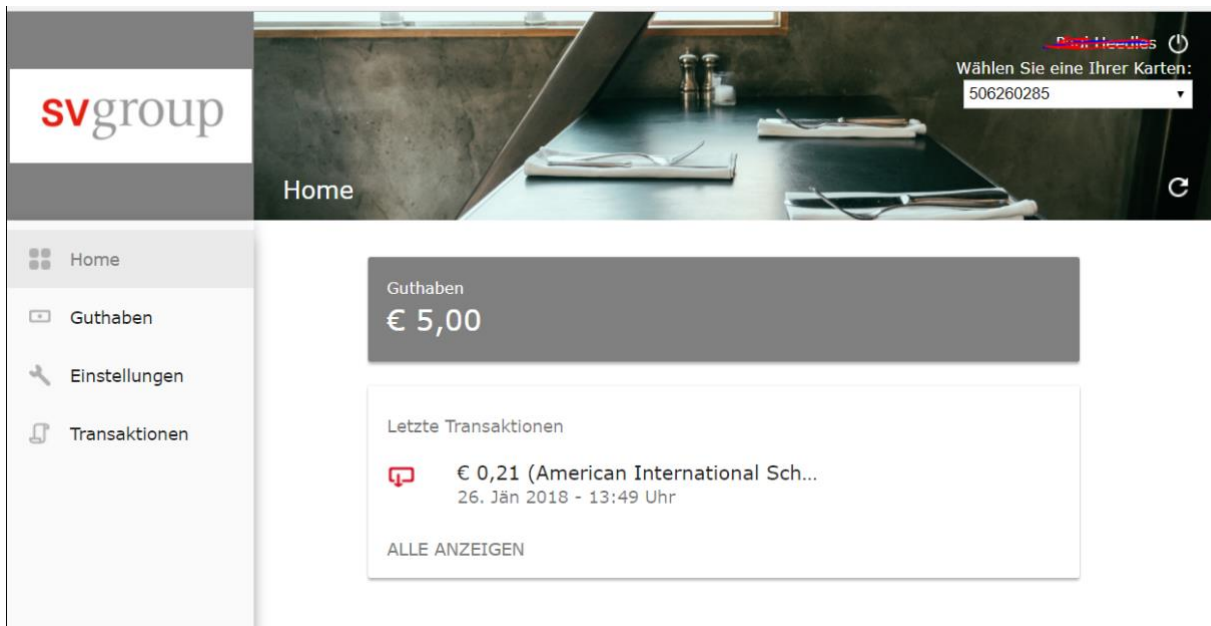 svgroup
Wählen Sie eine Ihrer Karten:
506260285
Home
Home
Guthaben
Einstellungen
Transaktionen
Guthaben
€ 5,00
Letzte Transaktionen
€ 0,21 (American International Sch...
26. Jän 2018 - 13:49 Uhr
ALLE ANZEIGEN